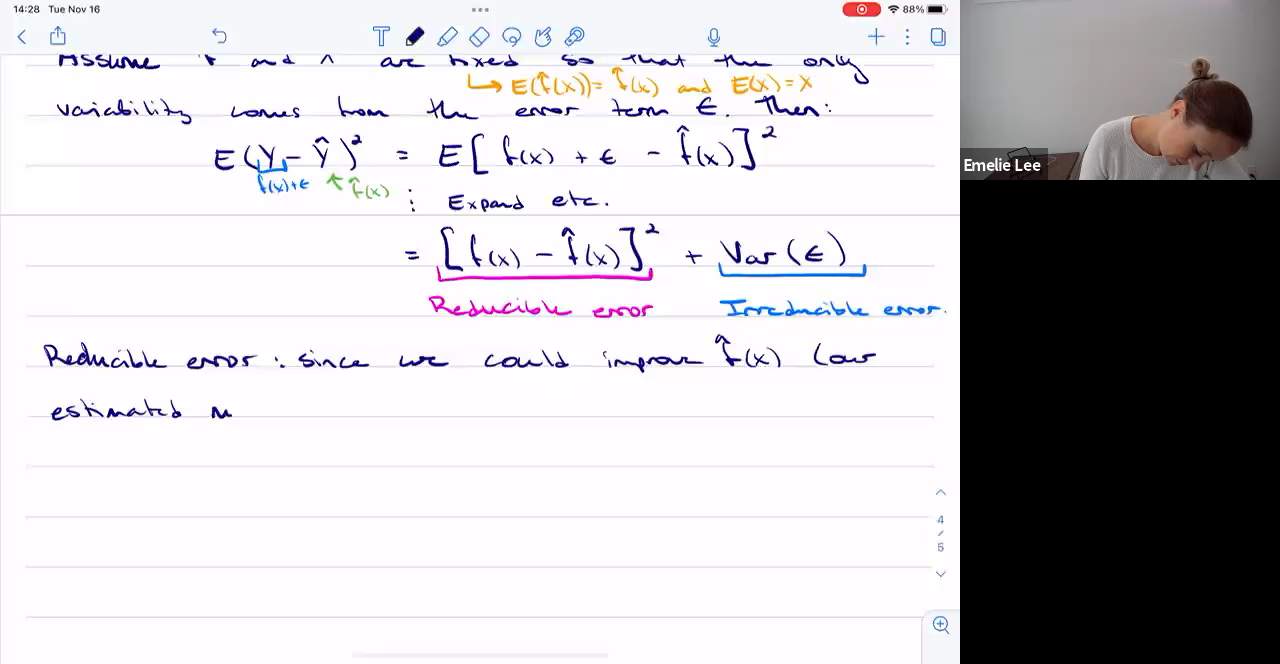 14:28 Tue Nov 16
88%
Assume f̂ and X are fixed so that the only
↳ E(f̂(x)) = f̂(x) and E(x) = X
variability comes from the error term ε. Then:
E(Y - Ŷ)² = E[f(x) + ε - f̂(x)]²
f(x)+ε f̂(x)
⋮ Expand etc.
= [f(x) - f̂(x)]² + Var(ε)
Reducible error Irreducible error.
Reducible error : since we could improve f̂(x) (our
estimated
4
/
5
Emelie Lee